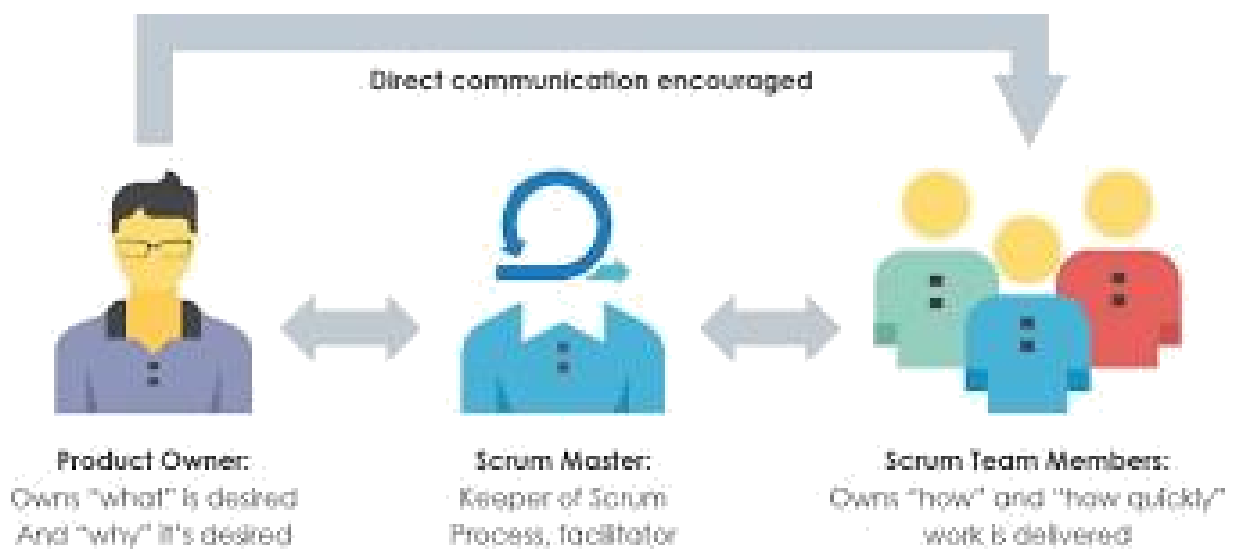 Direct communication encouraged
Product Owner:
Owns "what" is desired
And "why" it's desired
Scrum Master:
Keeper of Scrum
Process, facilitator
Scrum Team Members:
Owns "how" and "how quickly"
work is delivered